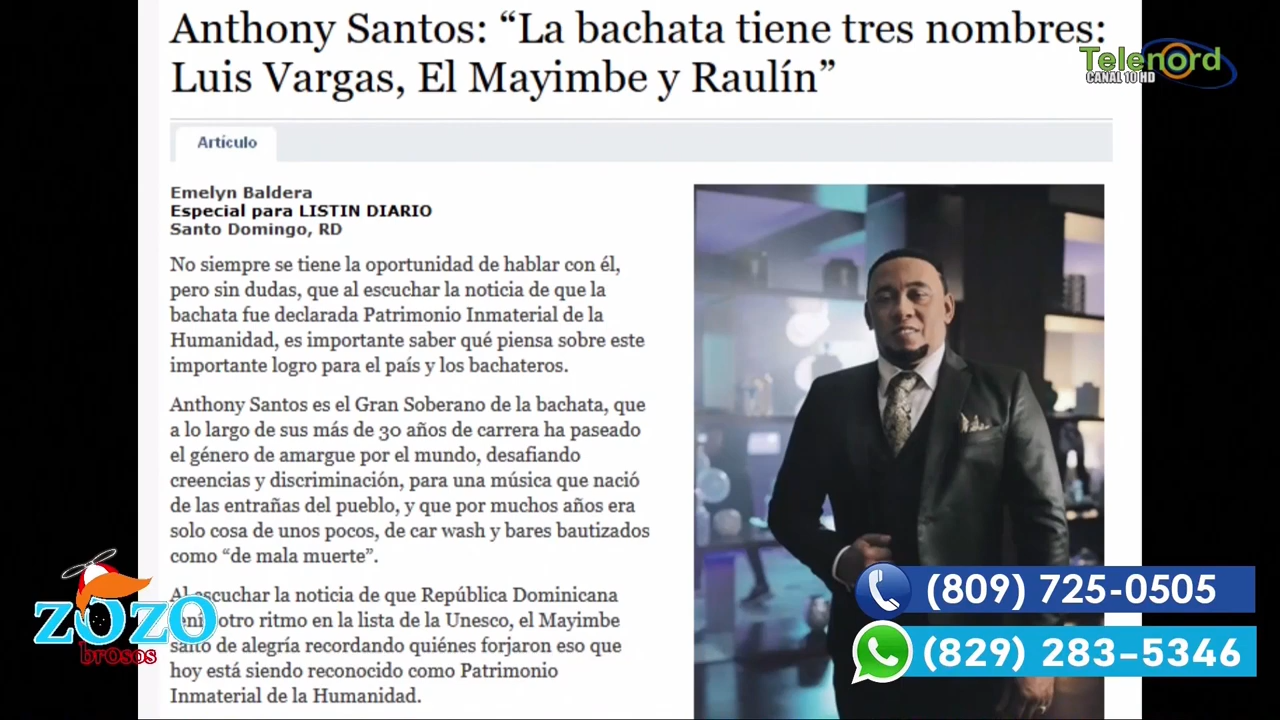 Anthony Santos: “La bachata tiene tres nombres:
Luis Vargas, El Mayimbe y Raulín”
Telenord
CANAL 10 HD
Artículo
Emelyn Baldera
Especial para LISTIN DIARIO
Santo Domingo, RD
No siempre se tiene la oportunidad de hablar con él,
pero sin dudas, que al escuchar la noticia de que la
bachata fue declarada Patrimonio Inmaterial de la
Humanidad, es importante saber qué piensa sobre este
importante logro para el país y los bachateros.
Anthony Santos es el Gran Soberano de la bachata, que
a lo largo de sus más de 30 años de carrera ha paseado
el género de amargue por el mundo, desafiando
creencias y discriminación, para una música que nació
de las entrañas del pueblo, y que por muchos años era
solo cosa de unos pocos, de car wash y bares bautizados
como “de mala muerte”.
Al escuchar la noticia de que República Dominicana
otro ritmo en la lista de la Unesco, el Mayimbe
saltó de alegría recordando quiénes forjaron eso que
hoy está siendo reconocido como Patrimonio
Inmaterial de la Humanidad.
ZOZO
brOsos
(809) 725-0505
(829) 283-5346